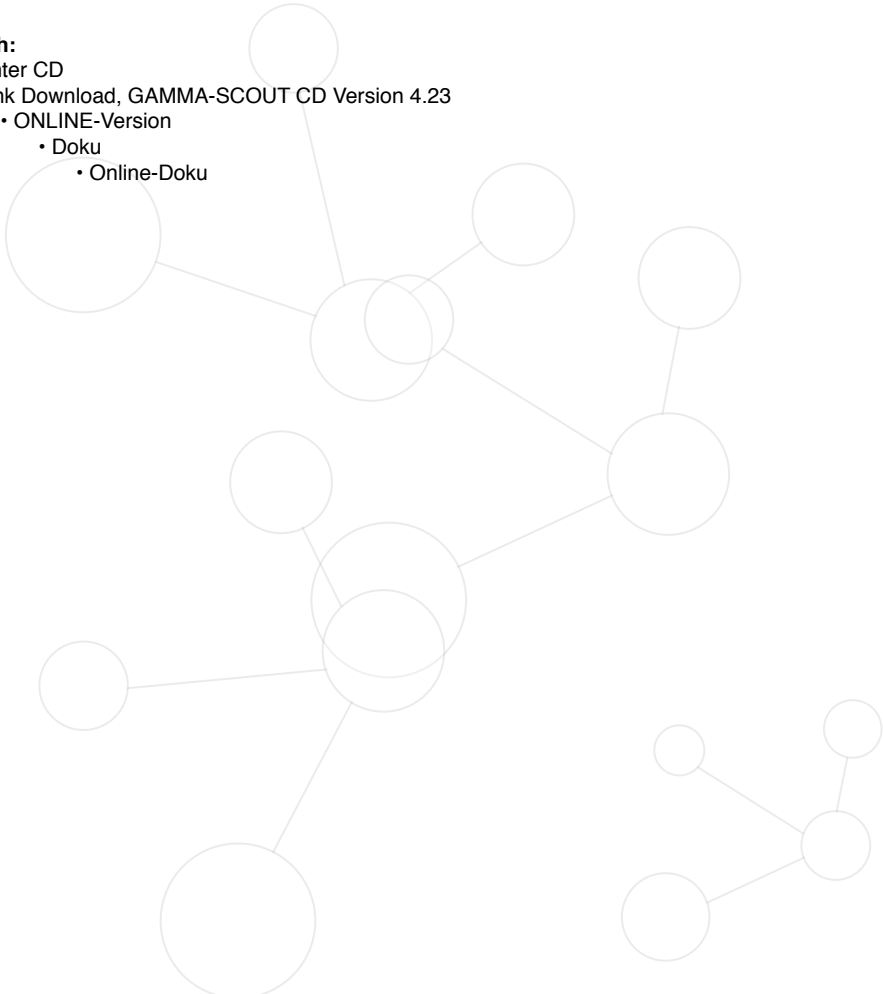 h:
ter CD
nk Download, GAMMA-SCOUT CD Version 4.23
• ONLINE-Version
• Doku
• Online-Doku